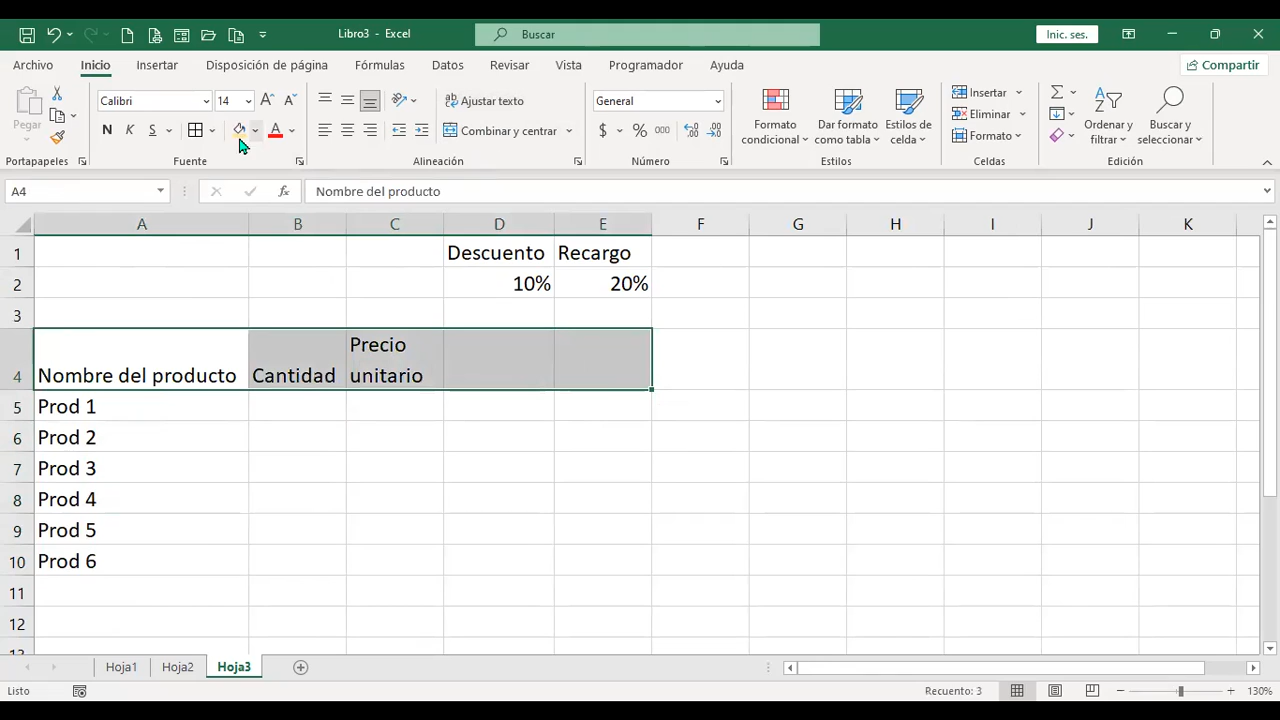 Libro3 - Excel
Buscar
Inic. ses.
Archivo Inicio Insertar Disposición de página Fórmulas Datos Revisar Vista Programador Ayuda
Compartir
Pegar
Calibri 14
N K S A
Ajustar texto
Combinar y centrar
General
$ % 000
Formato condicional
Dar formato como tabla
Estilos de celda
Insertar
Eliminar
Formato
Ordenar y filtrar
Buscar y seleccionar
Portapapeles Fuente Alineación Número Estilos Celdas Edición
A4 fx Nombre del producto
A B C D E F G H I J K
1 Descuento Recargo
2 10% 20%
3
4 Nombre del producto Cantidad Precio unitario
5 Prod 1
6 Prod 2
7 Prod 3
8 Prod 4
9 Prod 5
10 Prod 6
11
12
13
Hoja1 Hoja2 Hoja3
Listo Recuento: 3 130%